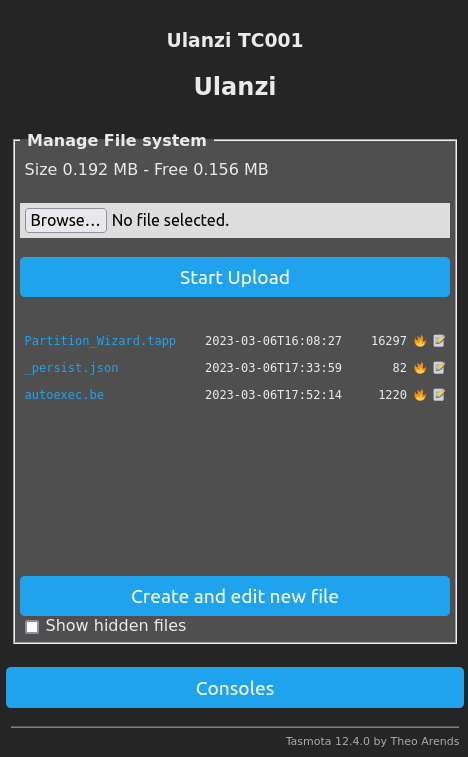 Ulanzi TC001
Ulanzi
Manage File system
Size 0.192 MB - Free 0.156 MB
Browse... No file selected.
Start Upload
Partition_Wizard.tapp 2023-03-06T16:08:27 16297
_persist.json 2023-03-06T17:33:59 82
autoexec.be 2023-03-06T17:52:14 1220
Create and edit new file
Show hidden files
Consoles
Tasmota 12.4.0 by Theo Arends